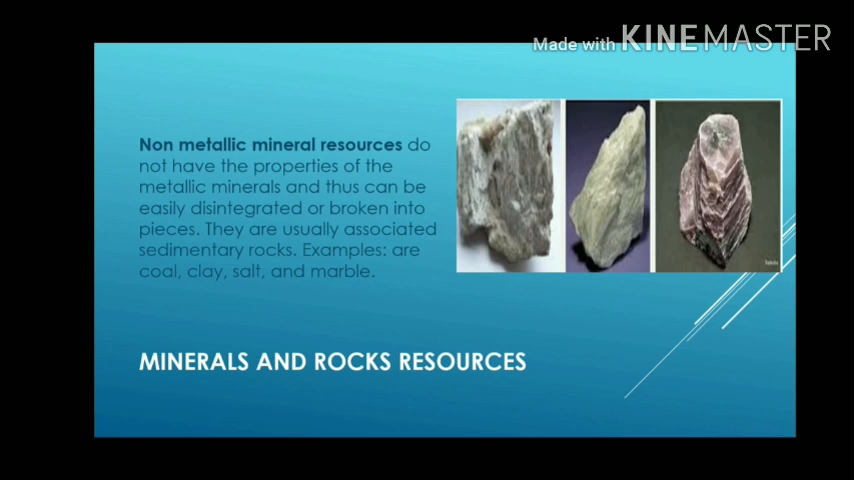 Made with KINEMASTER
Non metallic mineral resources do
not have the properties of the
metallic minerals and thus can be
easily disintegrated or broken into
pieces. They are usually associated
sedimentary rocks. Examples: are
coal, clay, salt, and marble.
MINERALS AND ROCKS RESOURCES